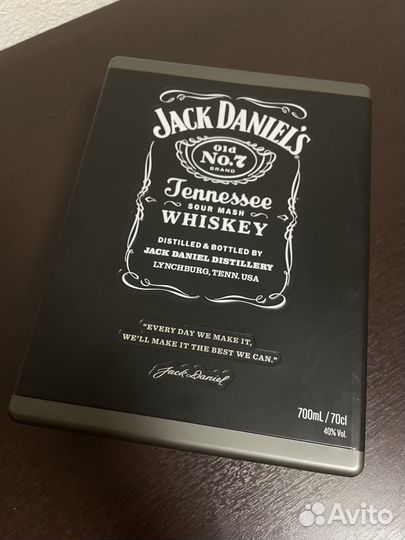 JACK DANIEL'S
Old
No.7
BRAND
Tennessee
SOUR MASH
WHISKEY
DISTILLED & BOTTLED BY
JACK DANIEL DISTILLERY
LYNCHBURG, TENN. USA
"EVERY DAY WE MAKE IT,
WE'LL MAKE IT THE BEST WE CAN."
Jack Daniel
700mL / 70cl
40% Vol.
Avito